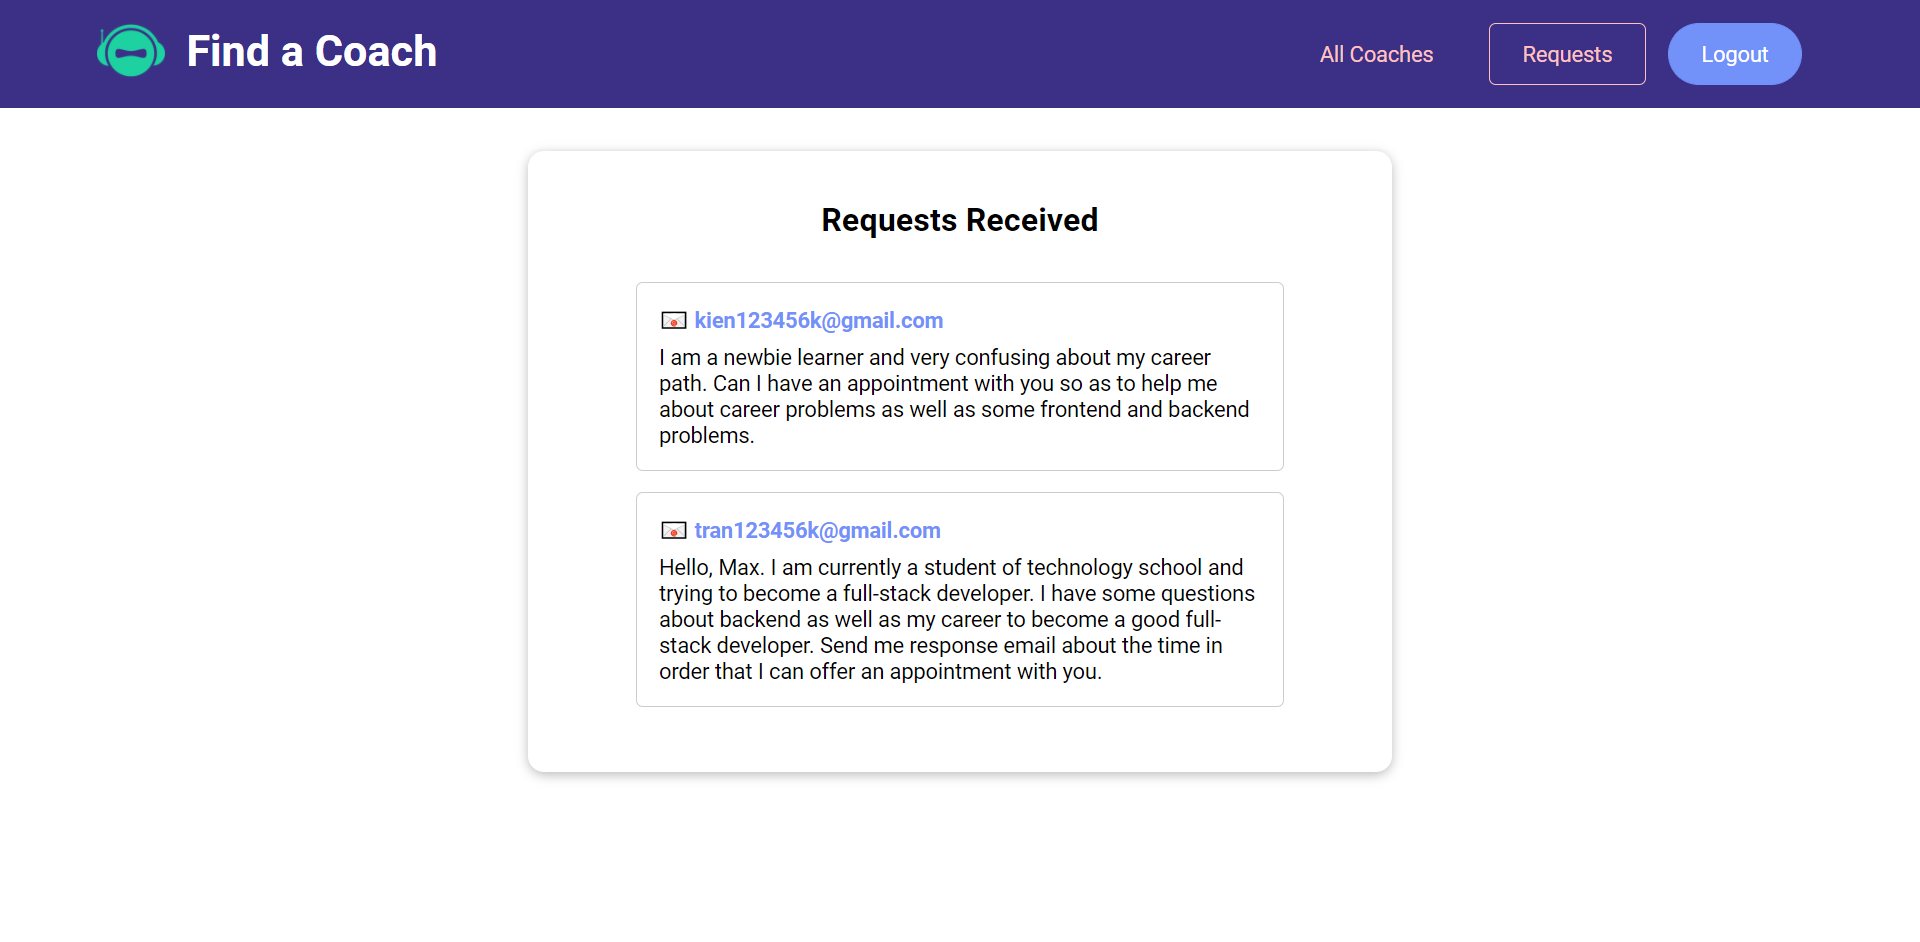 Find a Coach
All Coaches
Requests
Logout
Requests Received
kien123456k@gmail.com
I am a newbie learner and very confusing about my career
path. Can I have an appointment with you so as to help me
about career problems as well as some frontend and backend
problems.
tran123456k@gmail.com
Hello, Max. I am currently a student of technology school and
trying to become a full-stack developer. I have some questions
about backend as well as my career to become a good full-
stack developer. Send me response email about the time in
order that I can offer an appointment with you.